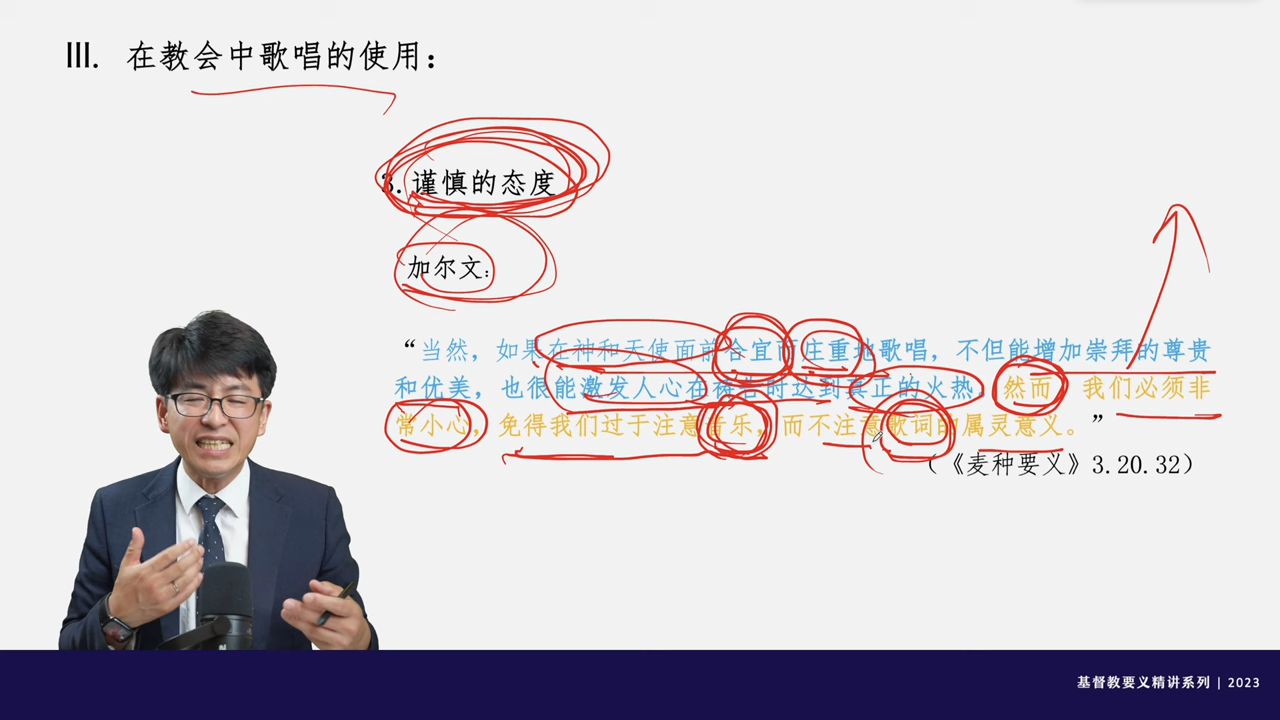 III. 在教会中歌唱的使用：
3. 谨慎的态度
加尔文：
“当然，如果在神和天使面前合宜而庄重地歌唱，不但能增加崇拜的尊贵
和优美，也很能激发人心在祷告时达到真正的火热。然而，我们必须非
常小心，免得我们过于注意音乐，而不注意歌词的属灵意义。”
（《麦种要义》3.20.32）
基督教要义精讲系列 | 2023